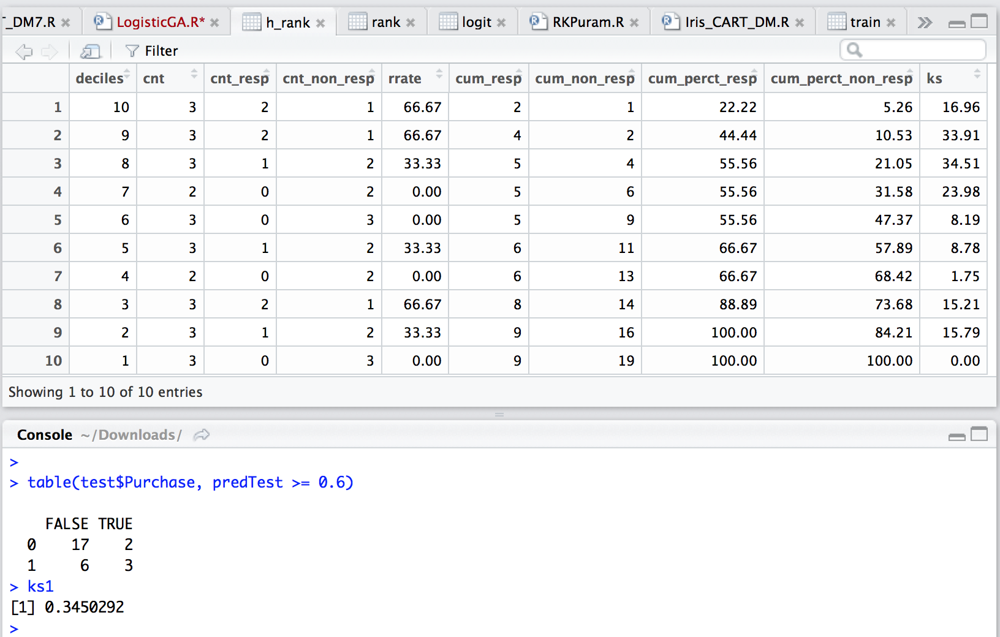 T_DM7.R LogisticGA.R* h_rank rank logit RKPuram.R Iris_CART_DM.R train
Filter
deciles cnt cnt_resp cnt_non_resp rrate cum_resp cum_non_resp cum_perct_resp cum_perct_non_resp ks
1 10 3 2 1 66.67 2 1 22.22 5.26 16.96
2 9 3 2 1 66.67 4 2 44.44 10.53 33.91
3 8 3 1 2 33.33 5 4 55.56 21.05 34.51
4 7 2 0 2 0.00 5 6 55.56 31.58 23.98
5 6 3 0 3 0.00 5 9 55.56 47.37 8.19
6 5 3 1 2 33.33 6 11 66.67 57.89 8.78
7 4 2 0 2 0.00 6 13 66.67 68.42 1.75
8 3 3 2 1 66.67 8 14 88.89 73.68 15.21
9 2 3 1 2 33.33 9 16 100.00 84.21 15.79
10 1 3 0 3 0.00 9 19 100.00 100.00 0.00
Showing 1 to 10 of 10 entries
Console ~/Downloads/
>
> table(test$Purchase, predTest >= 0.6)
FALSE TRUE
0 17 2
1 6 3
> ks1
[1] 0.3450292
>